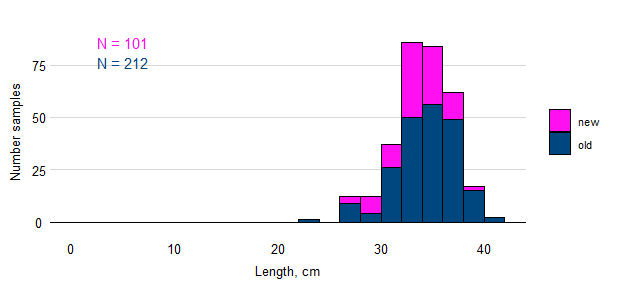 N = 101
N = 212
75
50
25
0
Number samples
0 10 20 30 40
Length, cm
new
old